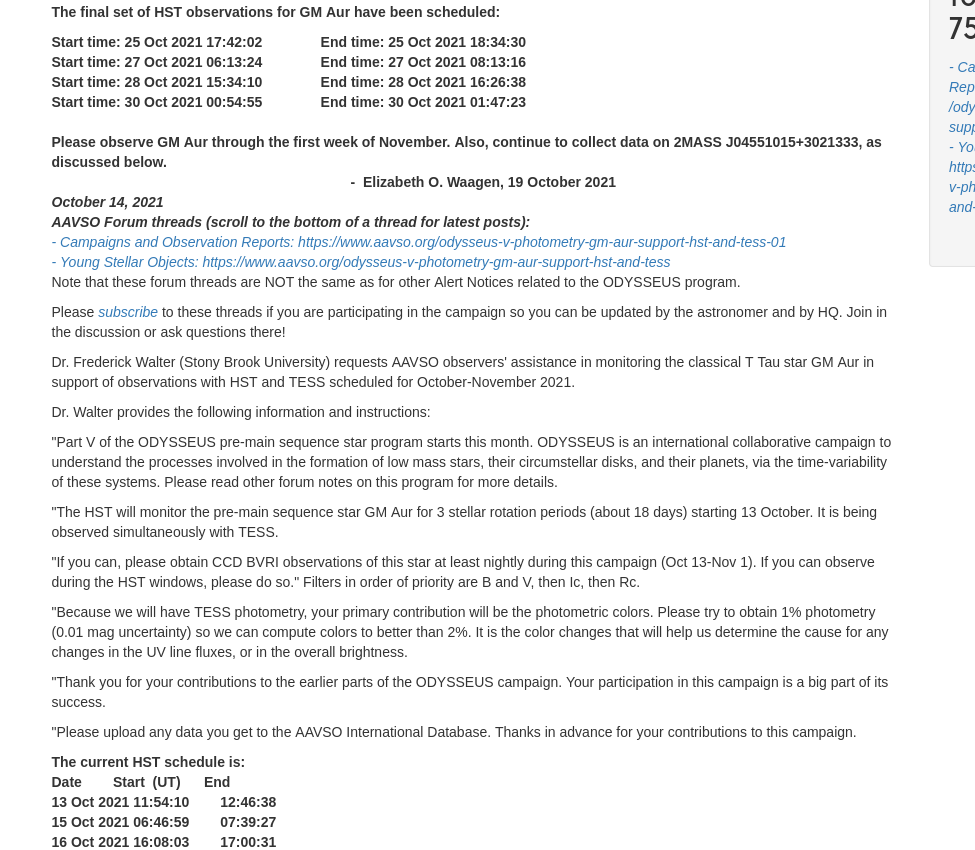 The final set of HST observations for GM Aur have been scheduled:
Start time: 25 Oct 2021 17:42:02 End time: 25 Oct 2021 18:34:30
Start time: 27 Oct 2021 06:13:24 End time: 27 Oct 2021 08:13:16
Start time: 28 Oct 2021 15:34:10 End time: 28 Oct 2021 16:26:38
Start time: 30 Oct 2021 00:54:55 End time: 30 Oct 2021 01:47:23
Please observe GM Aur through the first week of November. Also, continue to collect data on 2MASS J04551015+3021333, as
discussed below.
- Elizabeth O. Waagen, 19 October 2021
October 14, 2021
AAVSO Forum threads (scroll to the bottom of a thread for latest posts):
- Campaigns and Observation Reports: https://www.aavso.org/odysseus-v-photometry-gm-aur-support-hst-and-tess-01
- Young Stellar Objects: https://www.aavso.org/odysseus-v-photometry-gm-aur-support-hst-and-tess
Note that these forum threads are NOT the same as for other Alert Notices related to the ODYSSEUS program.
Please subscribe to these threads if you are participating in the campaign so you can be updated by the astronomer and by HQ. Join in
the discussion or ask questions there!
Dr. Frederick Walter (Stony Brook University) requests AAVSO observers' assistance in monitoring the classical T Tau star GM Aur in
support of observations with HST and TESS scheduled for October-November 2021.
Dr. Walter provides the following information and instructions:
"Part V of the ODYSSEUS pre-main sequence star program starts this month. ODYSSEUS is an international collaborative campaign to
understand the processes involved in the formation of low mass stars, their circumstellar disks, and their planets, via the time-variability
of these systems. Please read other forum notes on this program for more details.
"The HST will monitor the pre-main sequence star GM Aur for 3 stellar rotation periods (about 18 days) starting 13 October. It is being
observed simultaneously with TESS.
"If you can, please obtain CCD BVRI observations of this star at least nightly during this campaign (Oct 13-Nov 1). If you can observe
during the HST windows, please do so." Filters in order of priority are B and V, then Ic, then Rc.
"Because we will have TESS photometry, your primary contribution will be the photometric colors. Please try to obtain 1% photometry
(0.01 mag uncertainty) so we can compute colors to better than 2%. It is the color changes that will help us determine the cause for any
changes in the UV line fluxes, or in the overall brightness.
"Thank you for your contributions to the earlier parts of the ODYSSEUS campaign. Your participation in this campaign is a big part of its
success.
"Please upload any data you get to the AAVSO International Database. Thanks in advance for your contributions to this campaign.
The current HST schedule is:
Date Start (UT) End
13 Oct 2021 11:54:10 12:46:38
15 Oct 2021 06:46:59 07:39:27
16 Oct 2021 16:08:03 17:00:31
75
- Ca
Rep
/ody
supp
- You
https
v-ph
and-